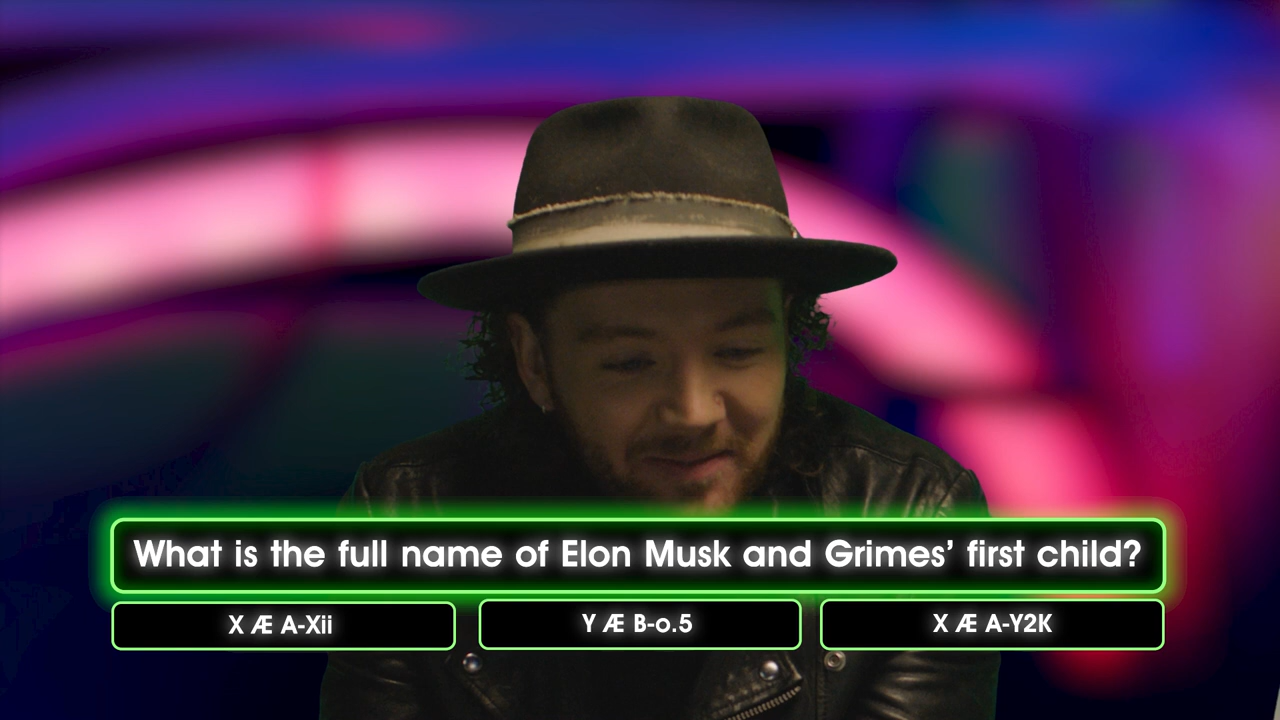 What is the full name of Elon Musk and Grimes’ first child?
X Æ A-Xii
Y Æ B-o.5
X Æ A-Y2K